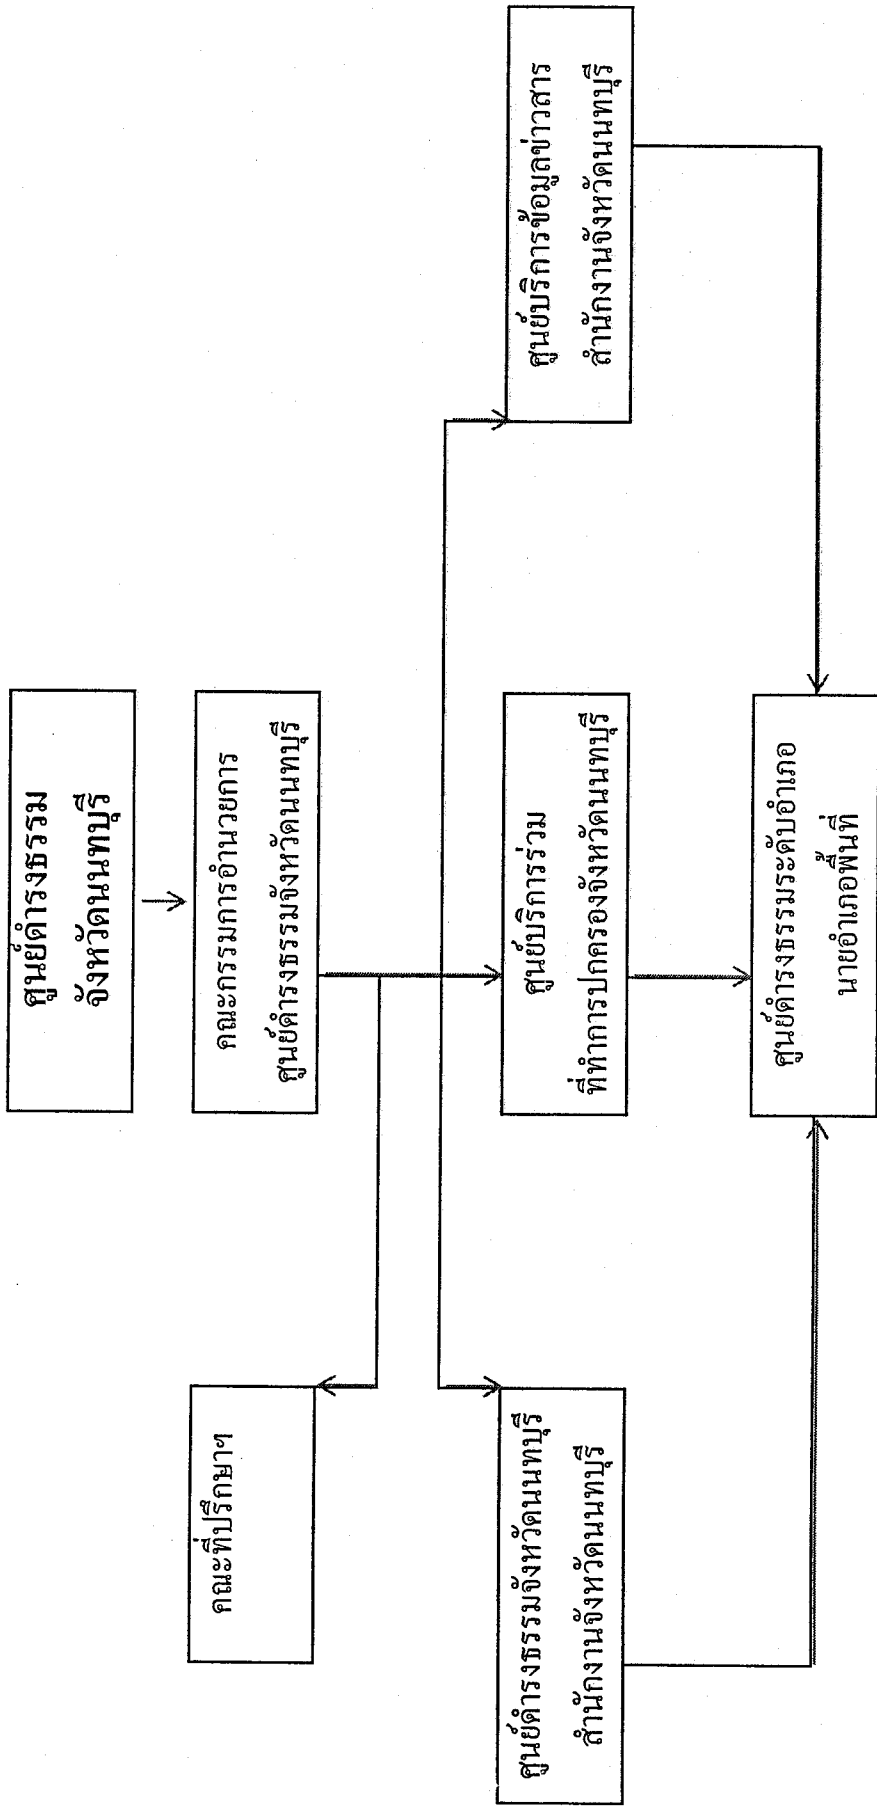 ศูนย์ดำรงธรรม
จังหวัดนนทบุรี
คณะที่ปรึกษาฯ
คณะกรรมการอำนวยการ
ศูนย์ดำรงธรรมจังหวัดนนทบุรี
ศูนย์ดำรงธรรมจังหวัดนนทบุรี
สำนักงานจังหวัดนนทบุรี
ศูนย์บริการร่วม
ที่ทำการปกครองจังหวัดนนทบุรี
ศูนย์บริการข้อมูลข่าวสาร
สำนักงานจังหวัดนนทบุรี
ศูนย์ดำรงธรรมระดับอำเภอ
นายอำเภอพื้นที่